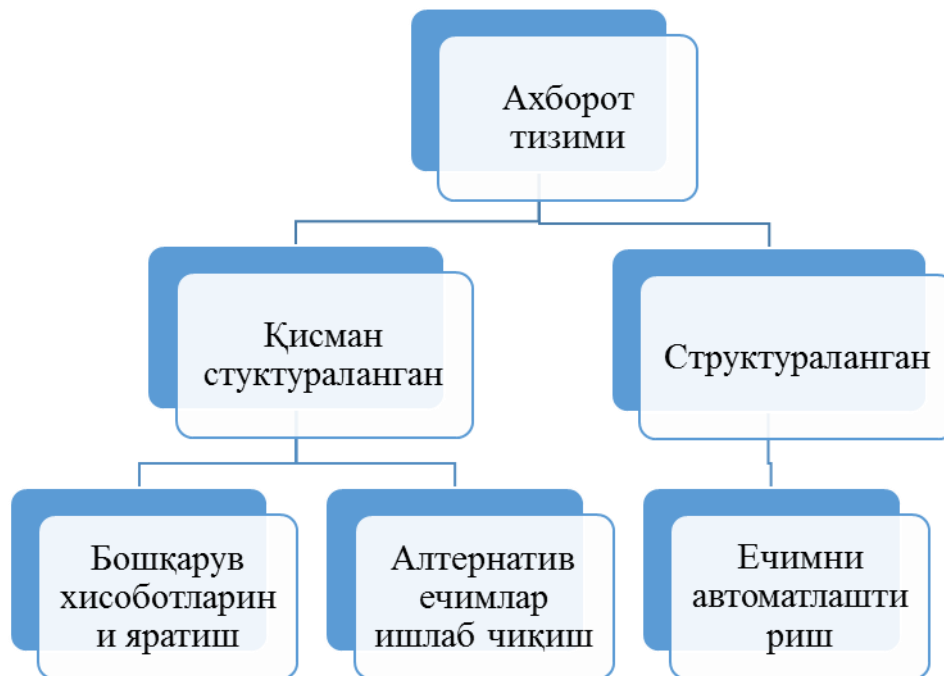 Ахборот
тизими
Қисман
стуктураланган
Структураланган
Бошқарув
хисоботларин
и яратиш
Алтернатив
ечимлар
ишлаб чиқиш
Ечимни
автоматлашти
риш